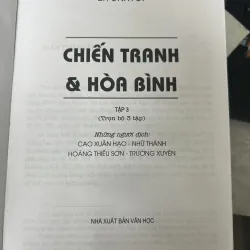 CHIẾN TRANH
& HÒA BÌNH
TẬP 3
(Trọn bộ 3 tập)
Những người dịch:
CAO XUÂN HẠO - NHỮ THÀNH
HOÀNG THIẾU SƠN - TRƯỜNG XUYÊN
NHÀ XUẤT BẢN VĂN HỌC